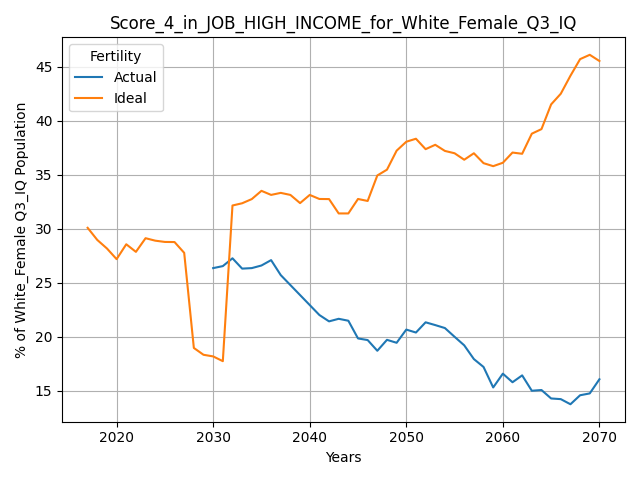 Score_4_in_JOB_HIGH_INCOME_for_White_Female_Q3_IQ
Fertility
Actual
Ideal
% of White_Female Q3_IQ Population
45
40
35
30
25
20
15
2020
2030
2040
2050
2060
2070
Years